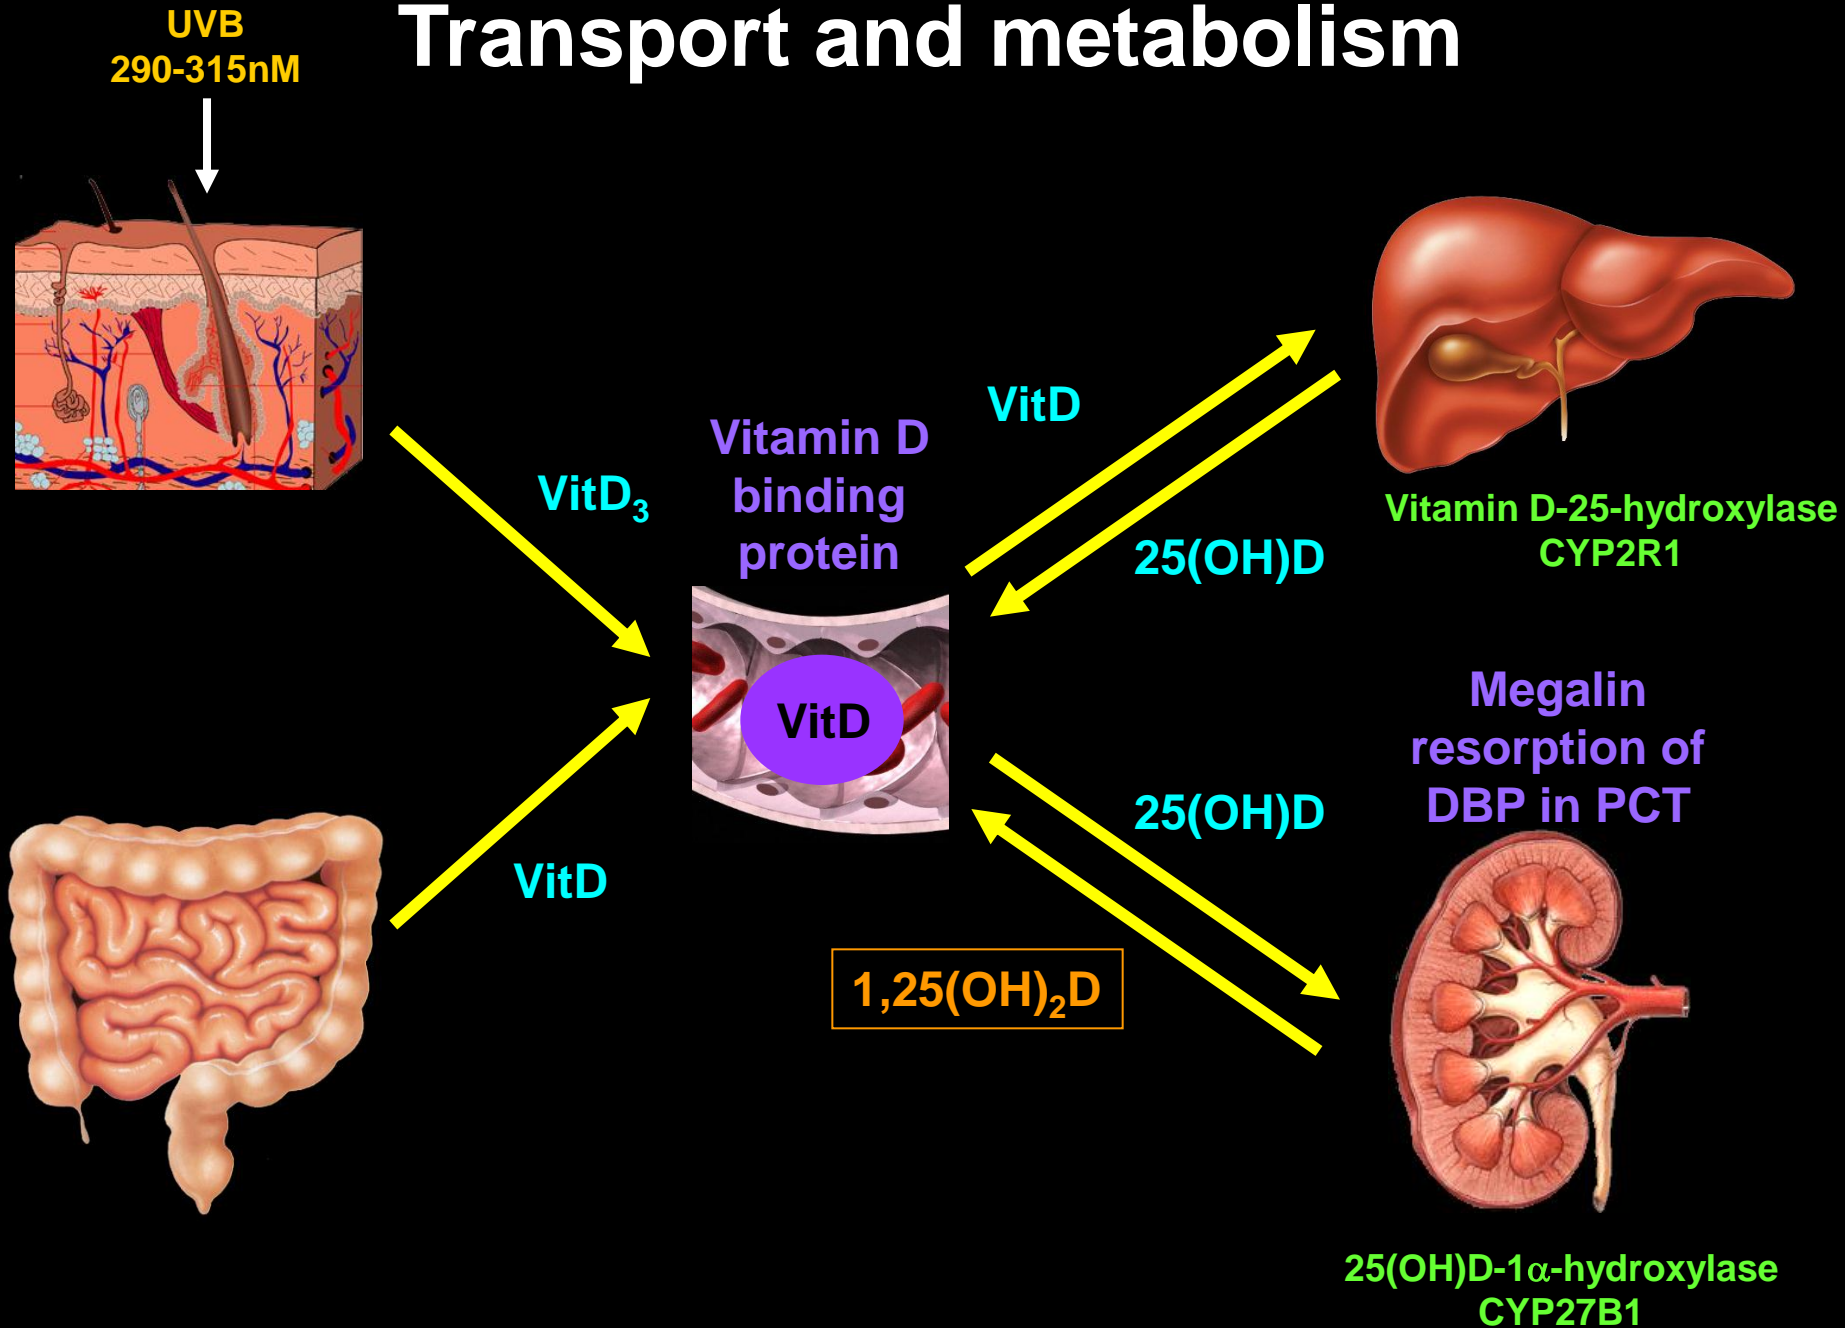 Transport and metabolism
UVB
290-315nM
VitD₃
Vitamin D
binding
protein
VitD
25(OH)D
Vitamin D-25-hydroxylase
CYP2R1
VitD
VitD
25(OH)D
1,25(OH)₂D
Megalin
resorption of
DBP in PCT
25(OH)D-1α-hydroxylase
CYP27B1